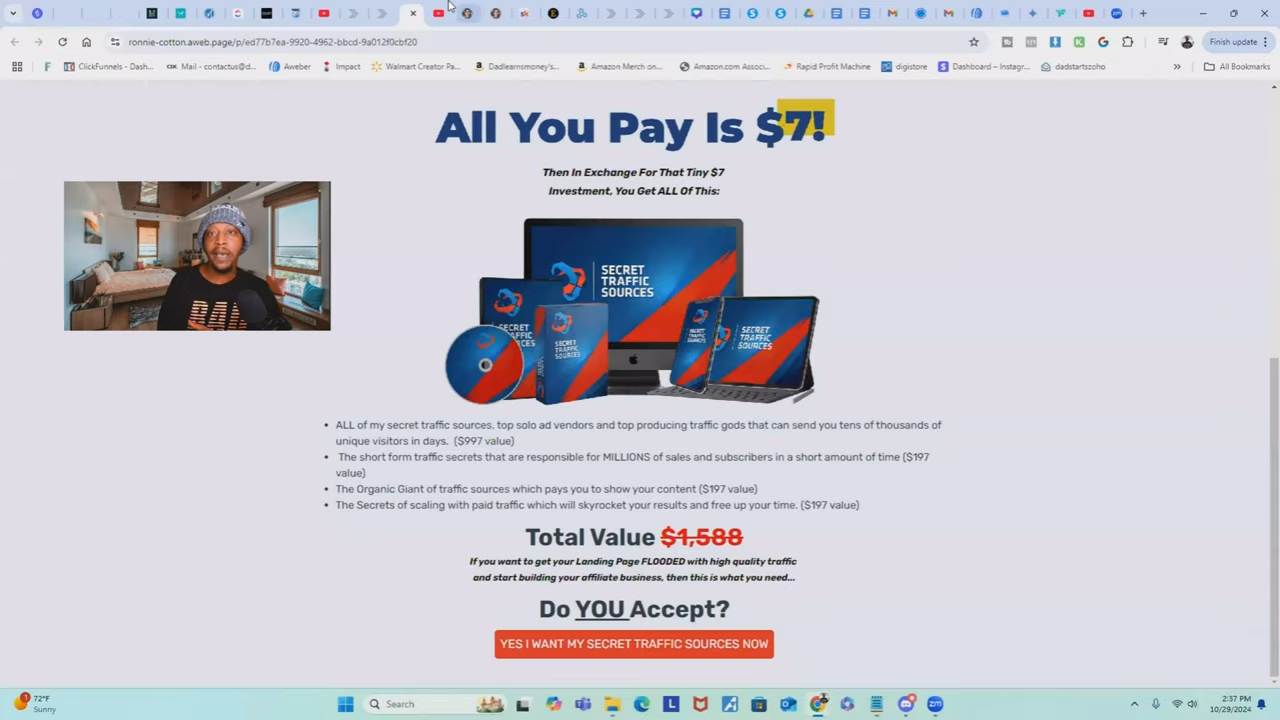 ronnie-cotton.aweb.page/p/ed77b7ea-9920-4962-bbcd-9a012f0cbf20
Finish update
ClickFunnels - Dash...
Mail - contactus@d...
Aweber
Impact
Walmart Creator Pa...
Dadlearnsmoney's...
Amazon Merch on...
Amazon.com Associ...
Rapid Profit Machine
digistore
Dashboard – Instagr...
dadstartszoho
All Bookmarks
All You Pay Is $7!
Then In Exchange For That Tiny $7
Investment, You Get ALL Of This:
SECRET
TRAFFIC
SOURCES
SECRET
TRAFFIC
SOURCES
SECRET
TRAFFIC
SOURCES
• ALL of my secret traffic sources, top solo ad vendors and top producing traffic gods that can send you tens of thousands of
unique visitors in days. ($997 value)
• The short form traffic secrets that are responsible for MILLIONS of sales and subscribers in a short amount of time ($197
value)
• The Organic Giant of traffic sources which pays you to show your content ($197 value)
• The Secrets of scaling with paid traffic which will skyrocket your results and free up your time. ($197 value)
Total Value $1,588
If you want to get your Landing Page FLOODED with high quality traffic
and start building your affiliate business, then this is what you need...
Do YOU Accept?
YES I WANT MY SECRET TRAFFIC SOURCES NOW
72°F
Sunny
Search
2:37 PM
10/29/2024